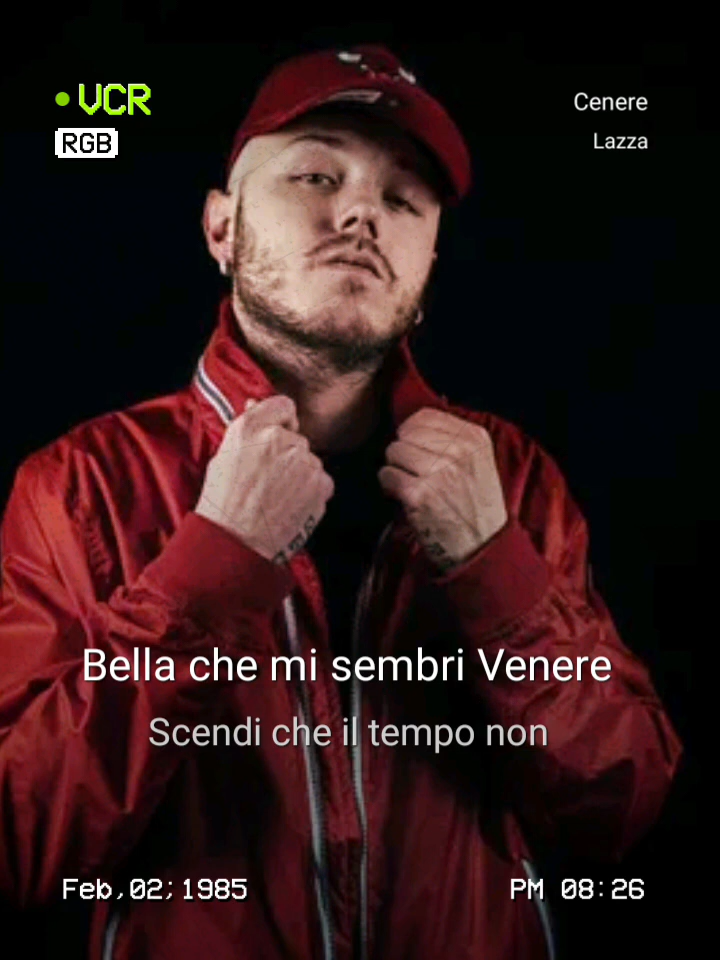 VCR
RGB
Cenere
Lazza
Bella che mi sembri Venere
Scendi che il tempo non
Feb,02;1985
PM 08:26